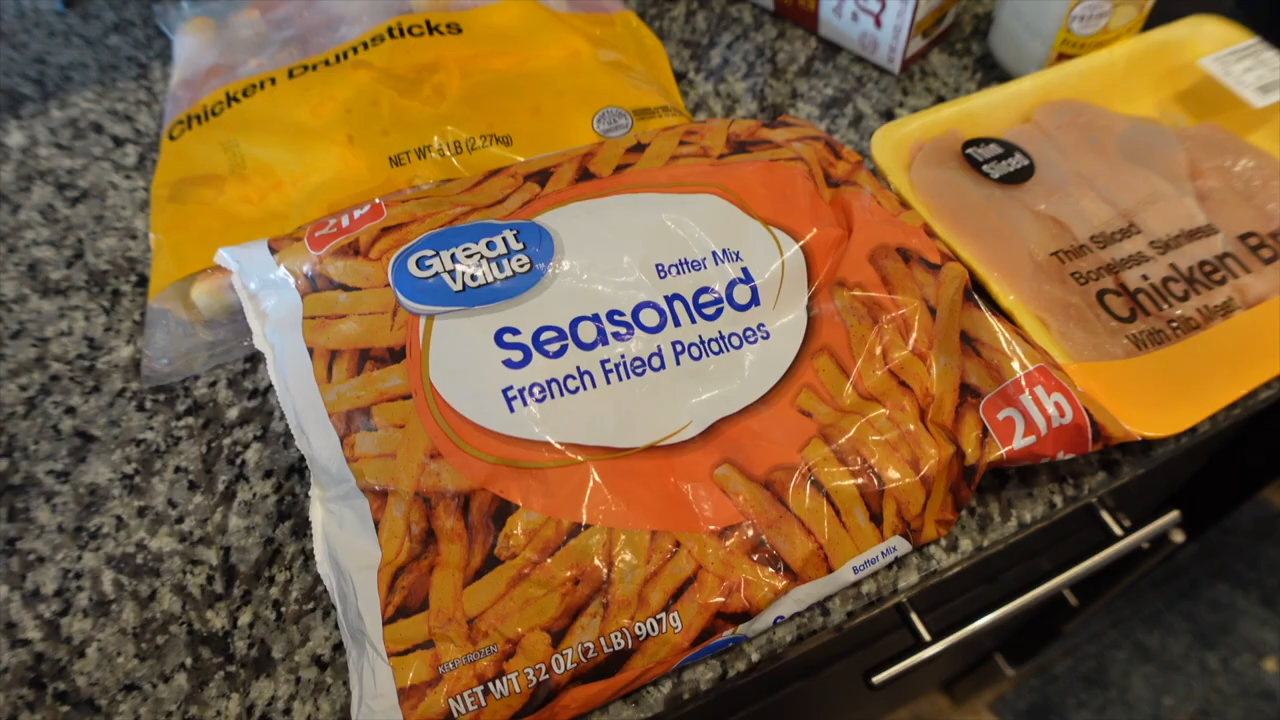 Chicken Drumsticks
NET WT 5 LB (2.27kg)
2lb
Great
Value
Batter Mix
Seasoned
French Fried Potatoes
2lb
Batter Mix
KEEP FROZEN
NET WT 32 OZ (2 LB) 907g
Thin
Sliced
Thin Sliced
Boneless, Skinless
Chicken
With Rib Meat